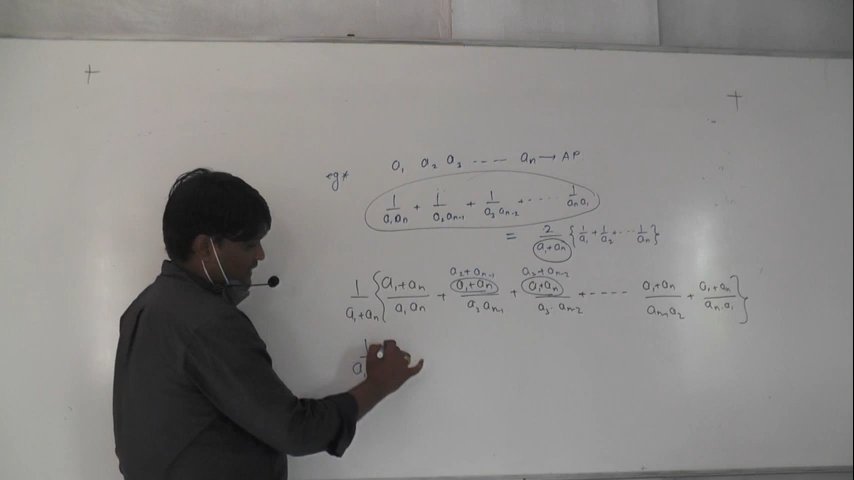 eg* a₁ a₂ a₃ ---- aₙ → AP
1/(a₁aₙ) + 1/(a₂aₙ₋₁) + 1/(a₃aₙ₋₂) + ---- 1/(aₙa₁)
= 2/(a₁+aₙ) {1/a₁ + 1/a₂ + --- 1/aₙ}
a₂+aₙ₋₁ a₃+aₙ₋₂
1/(a₁+aₙ) {(a₁+aₙ)/(a₁aₙ) + (a₁+aₙ)/(a₂aₙ₋₁) + (a₁+aₙ)/(a₃·aₙ₋₂) + ---- (a₁+aₙ)/(aₙ₋₁a₂) + (a₁+aₙ)/(aₙ·a₁)}
1/a₁